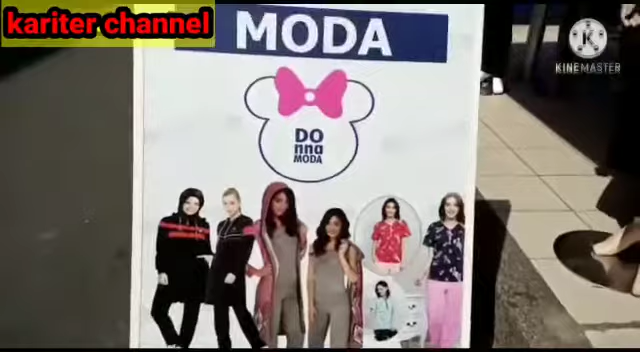 kariter channel
MODA
DO
nna
MODA
KINEMASTER